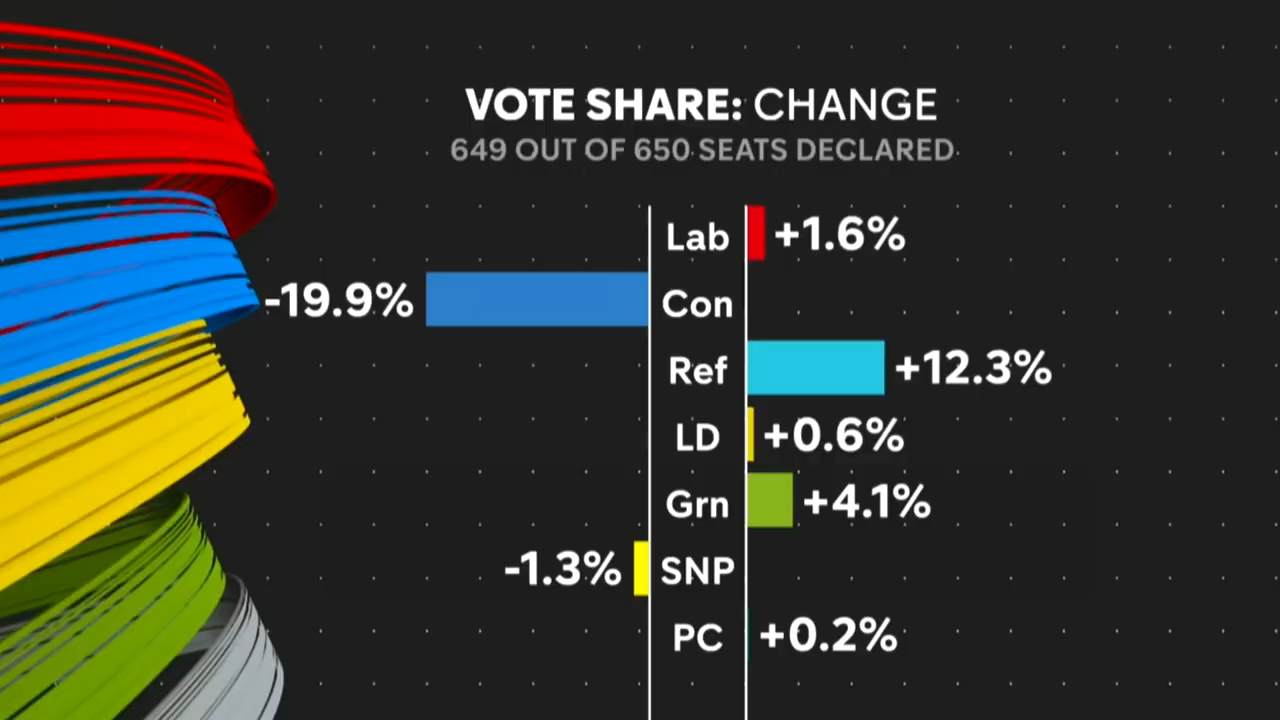 VOTE SHARE: CHANGE
649 OUT OF 650 SEATS DECLARED
Lab +1.6%
-19.9% Con
Ref +12.3%
LD +0.6%
Grn +4.1%
-1.3% SNP
PC +0.2%